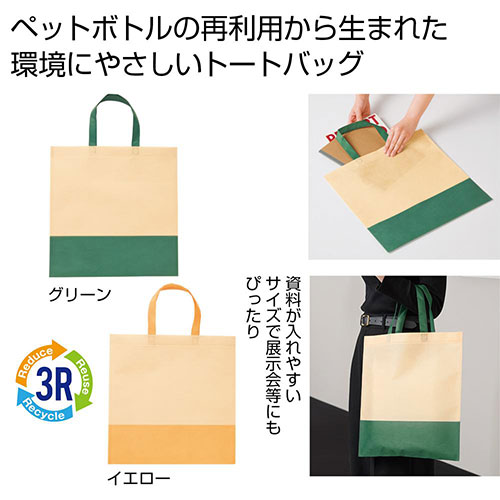 ペットボトルの再利用から生まれた
環境にやさしいトートバッグ
グリーン
資料が入れやすい
サイズで展示会等にも
ぴったり
Reduce
Reuse
Recycle
3R
イエロー